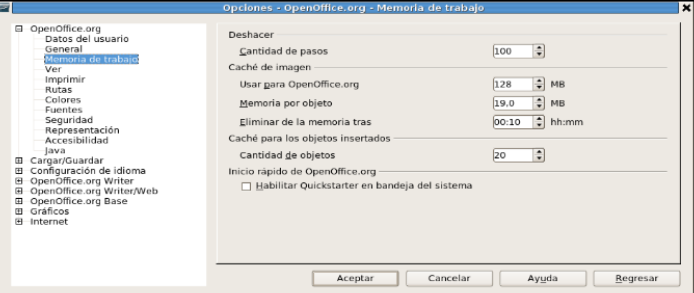 Opciones - OpenOffice.org - Memoria de trabajo
OpenOffice.org
Datos del usuario
General
Memoria de trabajo
Ver
Imprimir
Rutas
Colores
Fuentes
Seguridad
Representación
Accesibilidad
Java
Cargar/Guardar
Configuración de idioma
OpenOffice.org Writer
OpenOffice.org Writer/Web
OpenOffice.org Base
Gráficos
Internet
Deshacer
Cantidad de pasos 100
Caché de imagen
Usar para OpenOffice.org 128 MB
Memoria por objeto 19.0 MB
Eliminar de la memoria tras 00:10 hh:mm
Caché para los objetos insertados
Cantidad de objetos 20
Inicio rápido de OpenOffice.org
Habilitar Quickstarter en bandeja del sistema
Aceptar Cancelar Ayuda Regresar